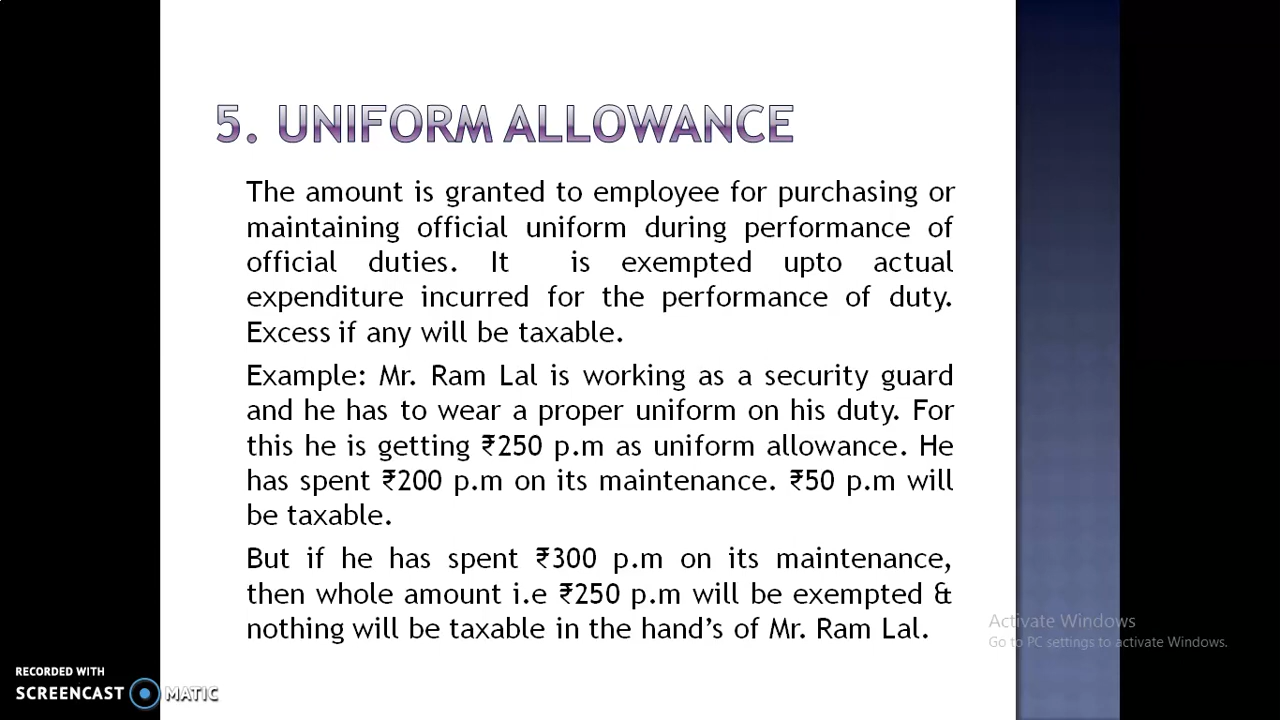 5. UNIFORM ALLOWANCE
The amount is granted to employee for purchasing or
maintaining official uniform during performance of
official duties. It is exempted upto actual
expenditure incurred for the performance of duty.
Excess if any will be taxable.
Example: Mr. Ram Lal is working as a security guard
and he has to wear a proper uniform on his duty. For
this he is getting ₹250 p.m as uniform allowance. He
has spent ₹200 p.m on its maintenance. ₹50 p.m will
be taxable.
But if he has spent ₹300 p.m on its maintenance,
then whole amount i.e ₹250 p.m will be exempted &
nothing will be taxable in the hand's of Mr. Ram Lal.
Activate Windows
Go to PC settings to activate Windows.
RECORDED WITH
SCREENCAST MATIC